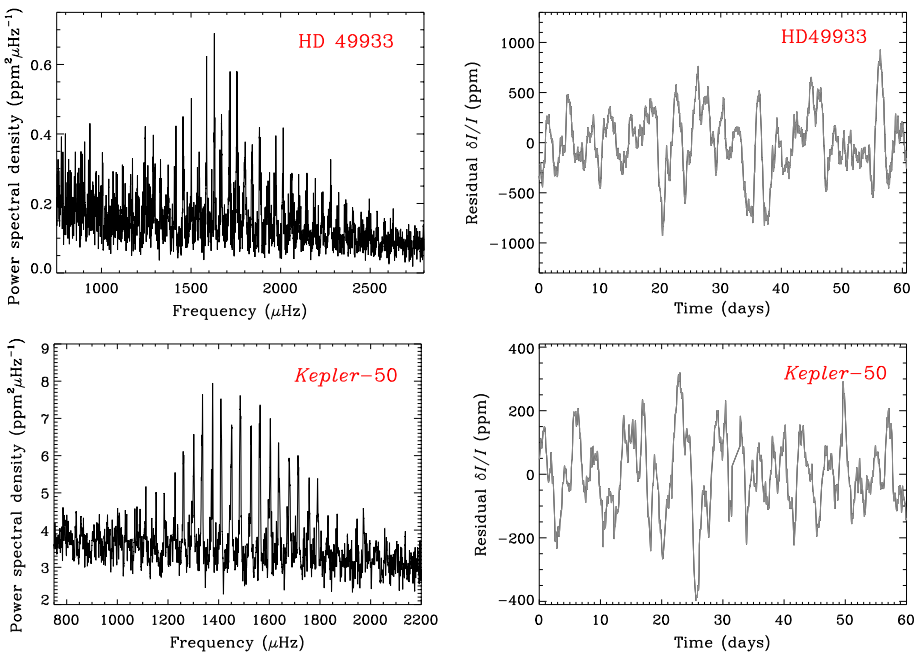 HD 49933
Power spectral density (ppm²μHz⁻¹)
0.6
0.4
0.2
0.0
1000 1500 2000 2500
Frequency (μHz)
HD49933
Residual δI/I (ppm)
1000
500
0
−500
−1000
0 10 20 30 40 50 60
Time (days)
Kepler−50
Power spectral density (ppm²μHz⁻¹)
9
8
7
6
5
4
3
2
800 1000 1200 1400 1600 1800 2000 2200
Frequency (μHz)
Kepler−50
Residual δI/I (ppm)
400
200
0
−200
−400
0 10 20 30 40 50 60
Time (days)